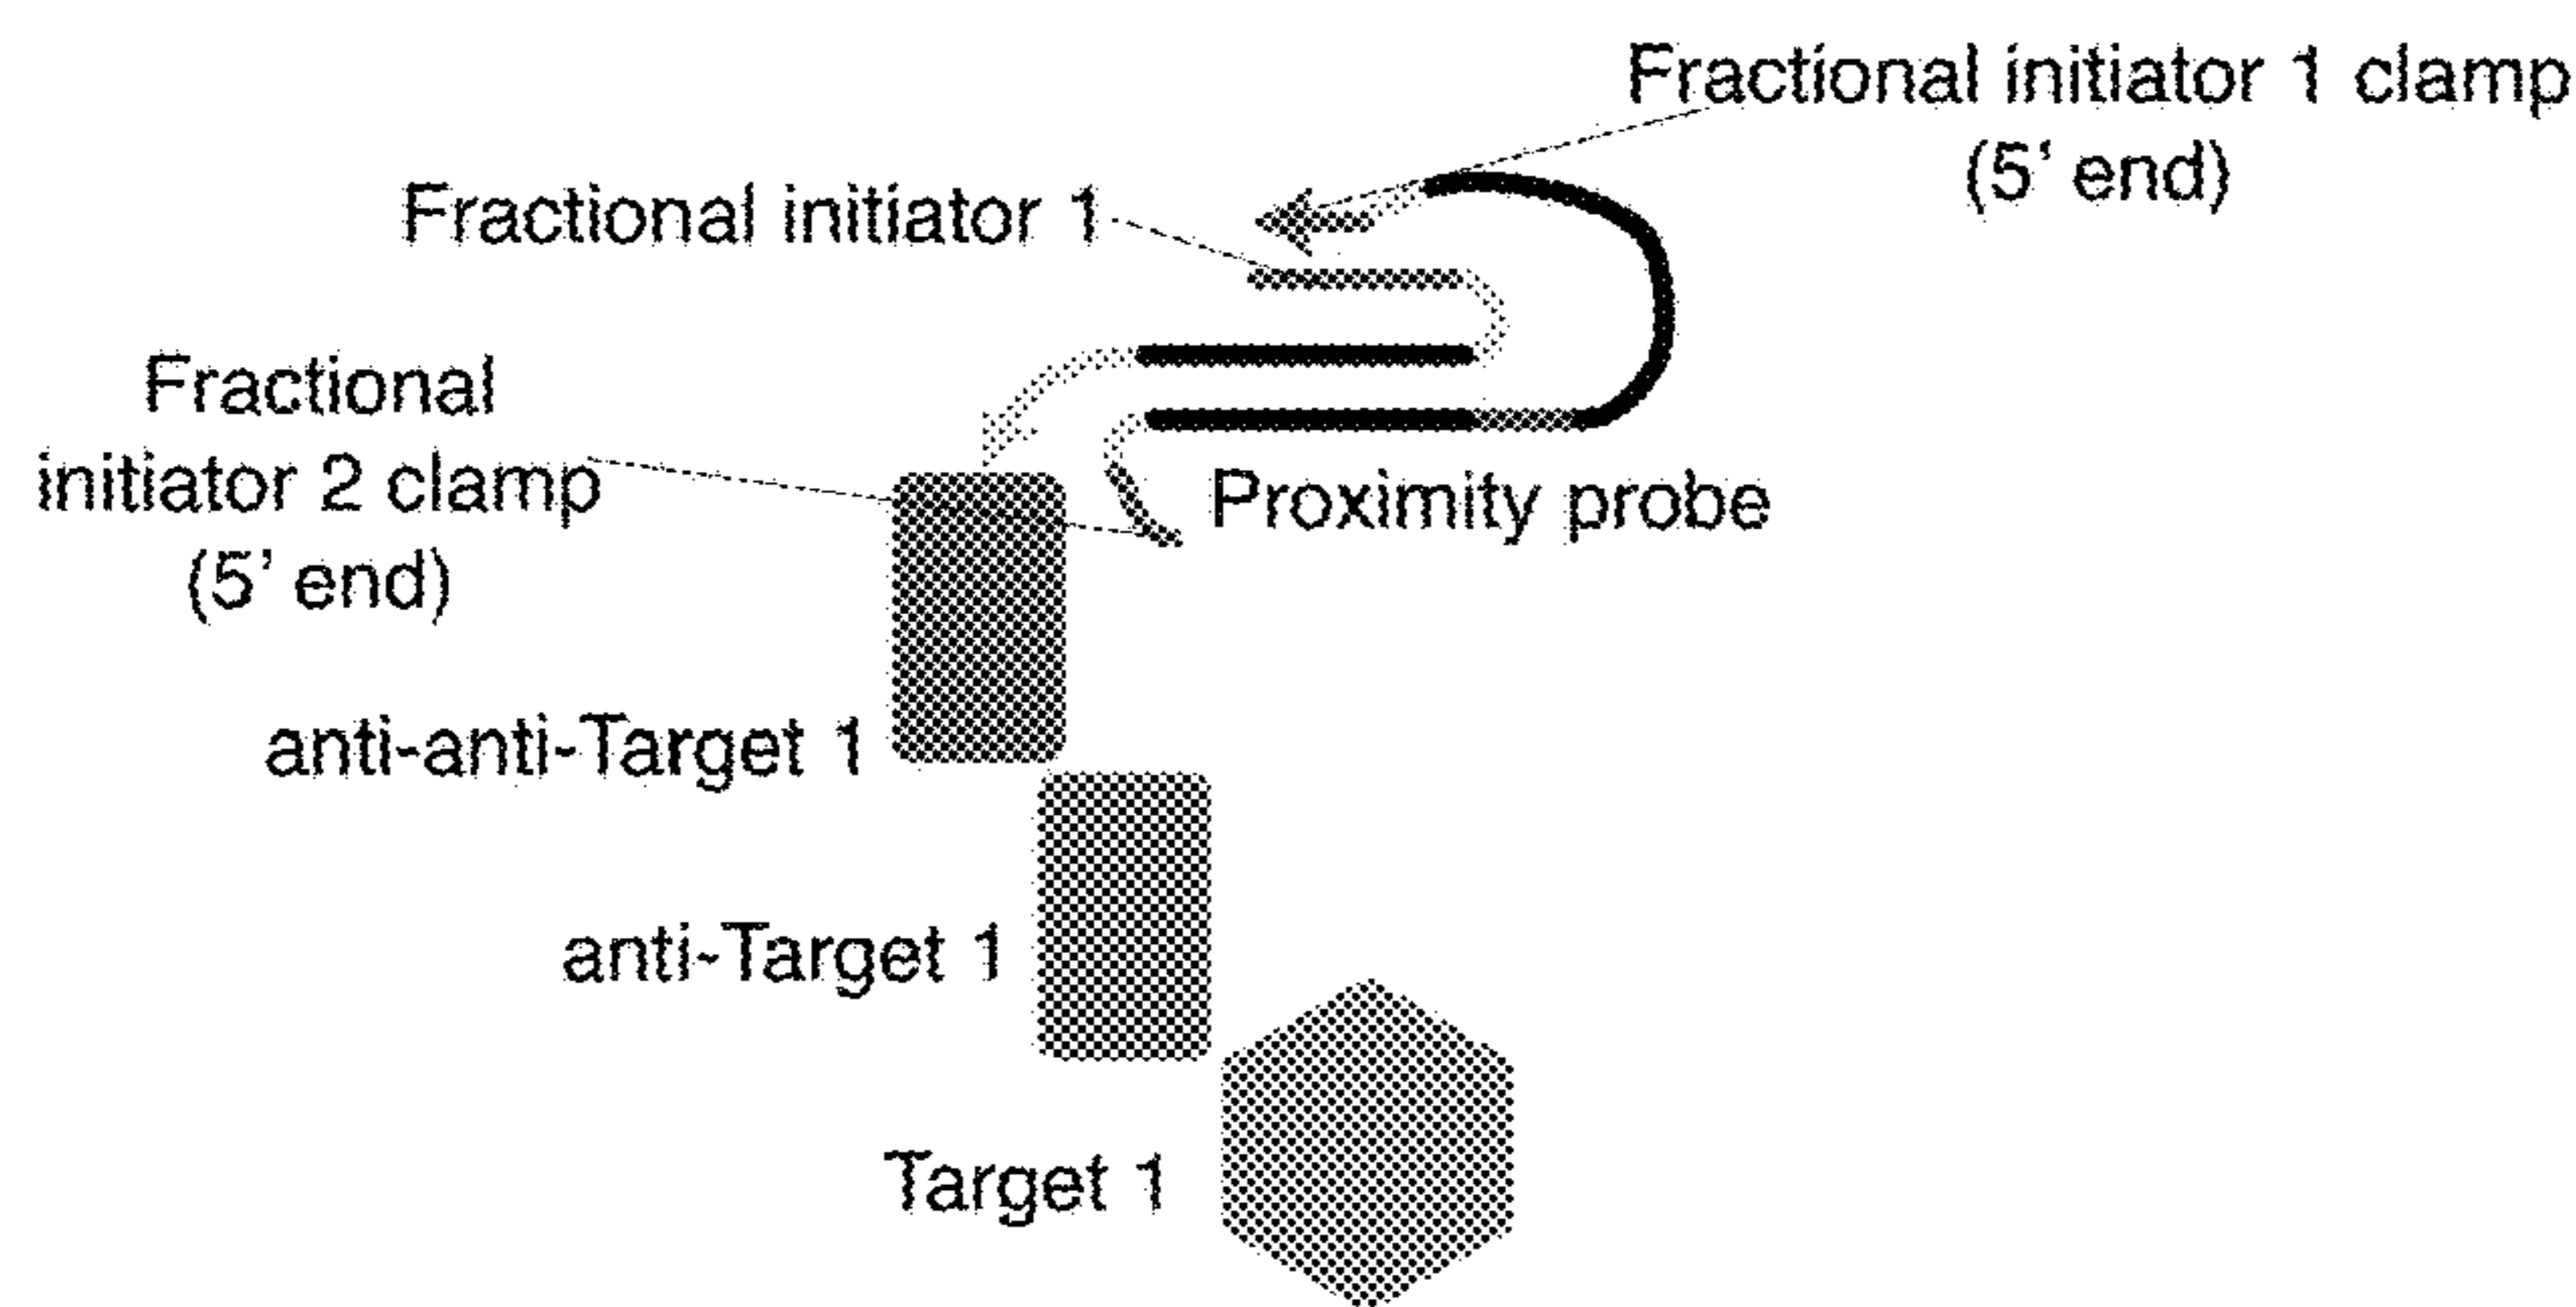 Fractional initiator 1 clamp
(5' end)
Fractional initiator 1
Fractional
initiator 2 clamp
(5' end)
Proximity probe
anti-anti-Target 1
anti-Target 1
Target 1